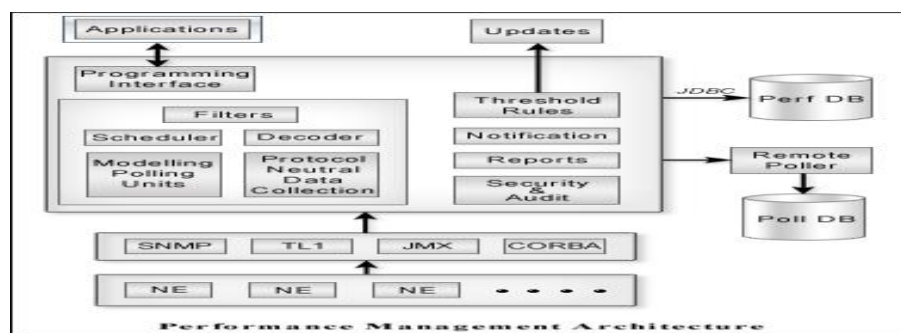 Applications
Updates
Programming
Interface
Filters
Scheduler
Decoder
Modelling
Polling
Units
Protocol
Neutral
Data
Collection
Threshold
Rules
Notification
Reports
Security
&
Audit
JDBC
Perf DB
Remote
Poller
Poll DB
SNMP
TL1
JMX
CORBA
NE
NE
NE
Performance Management Architecture